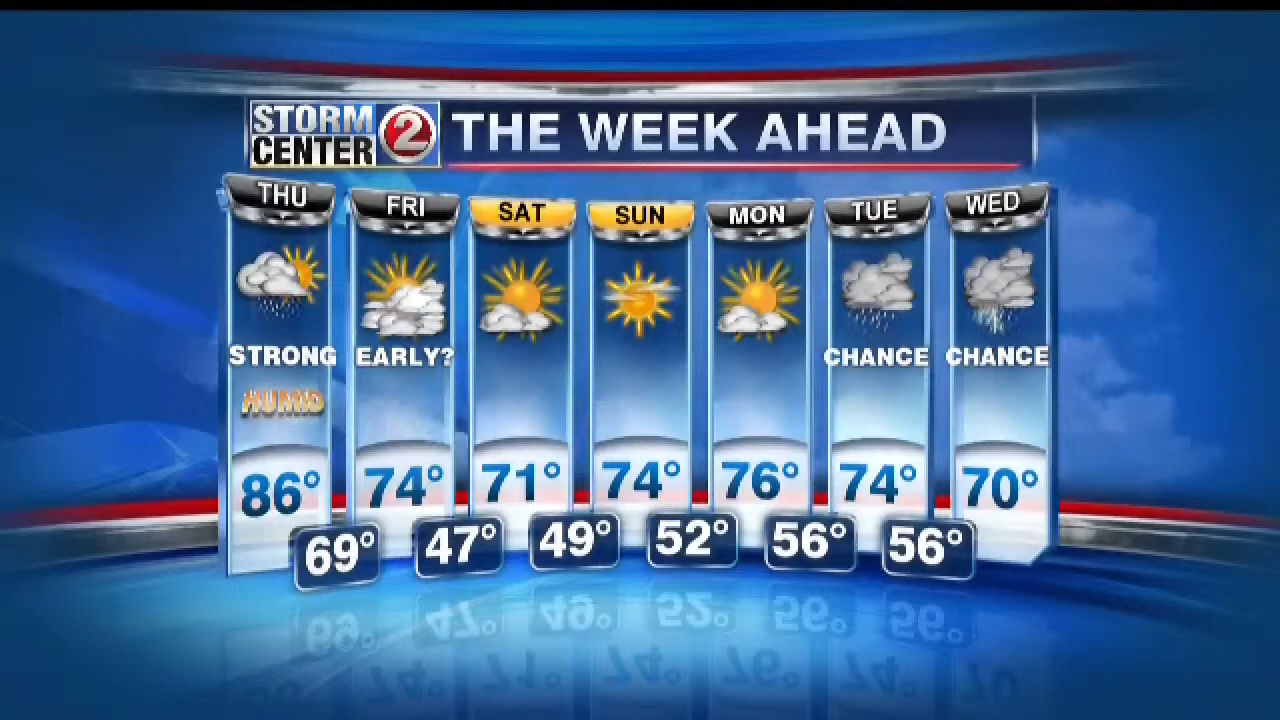 STORM
CENTER 2
THE WEEK AHEAD
THU FRI SAT SUN MON TUE WED
STRONG EARLY? CHANCE CHANCE
HUMID
86° 74° 71° 74° 76° 74° 70°
69° 47° 49° 52° 56° 56°